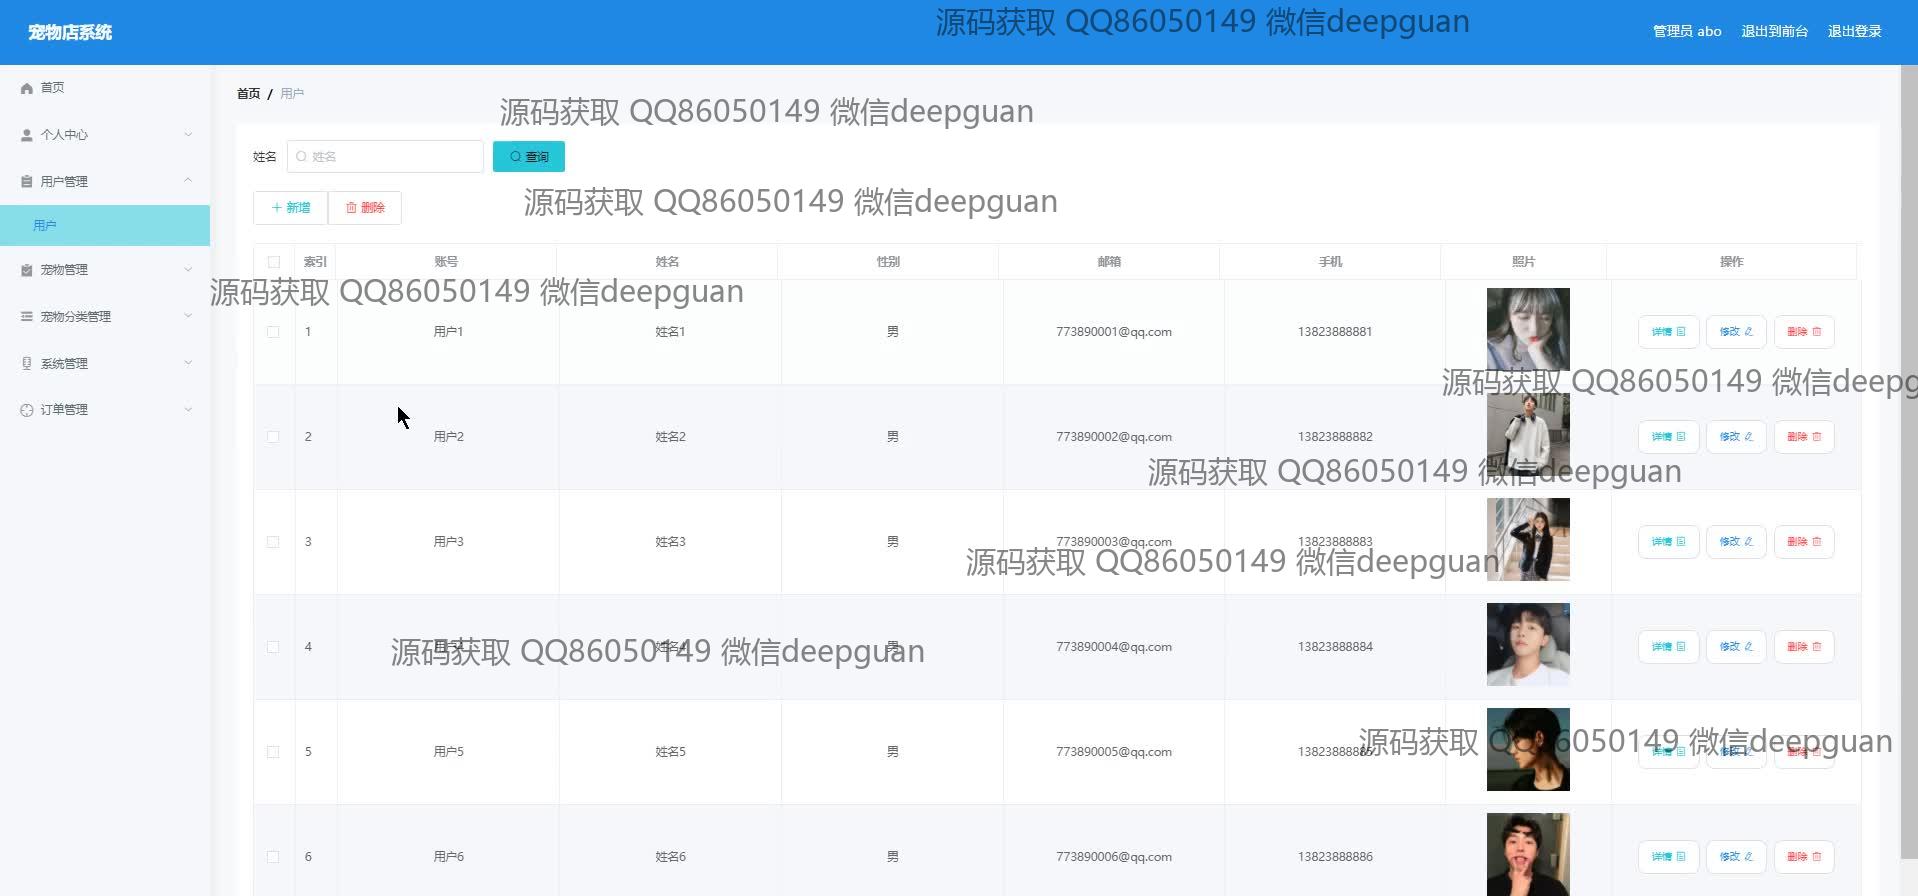 宠物店系统
源码获取 QQ86050149 微信deepguan
管理员 abo 退出到前台 退出登录
首页
首页 / 用户
源码获取 QQ86050149 微信deepguan
个人中心
姓名 姓名 查询
用户管理
新增 删除
源码获取 QQ86050149 微信deepguan
用户
索引 账号 姓名 性别 邮箱 手机 照片 操作
宠物管理
源码获取 QQ86050149 微信deepguan
宠物分类管理
1 用户1 姓名1 男 773890001@qq.com 13823888881 详情 修改 删除
系统管理
源码获取 QQ86050149 微信deepg
订单管理
2 用户2 姓名2 男 773890002@qq.com 13823888882 详情 修改 删除
源码获取 QQ86050149 微信deepguan
3 用户3 姓名3 男 773890003@qq.com 13823888883 详情 修改 删除
源码获取 QQ86050149 微信deepguan
4 用户4 姓名4 男 773890004@qq.com 13823888884 详情 修改 删除
源码获取 QQ86050149 微信deepguan
源码获取 QQ86050149 微信deepguan
5 用户5 姓名5 男 773890005@qq.com 13823888885 详情 修改 删除
6 用户6 姓名6 男 773890006@qq.com 13823888886 详情 修改 删除